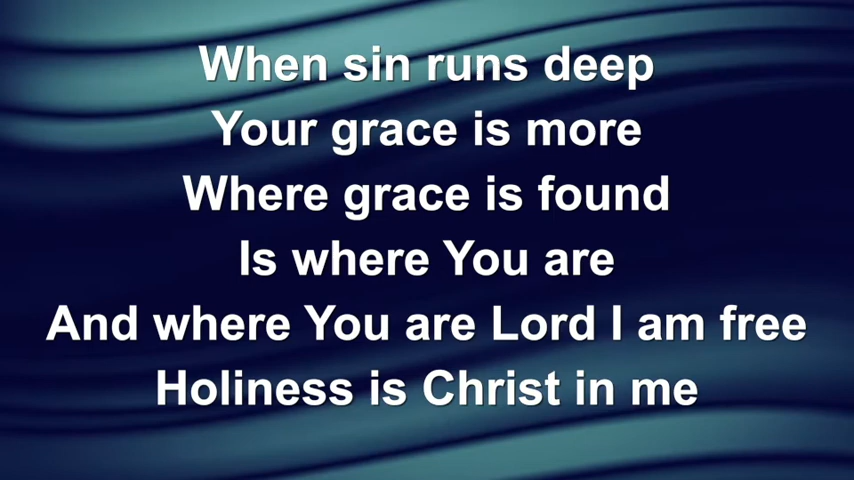 When sin runs deep
Your grace is more
Where grace is found
Is where You are
And where You are Lord I am free
Holiness is Christ in me